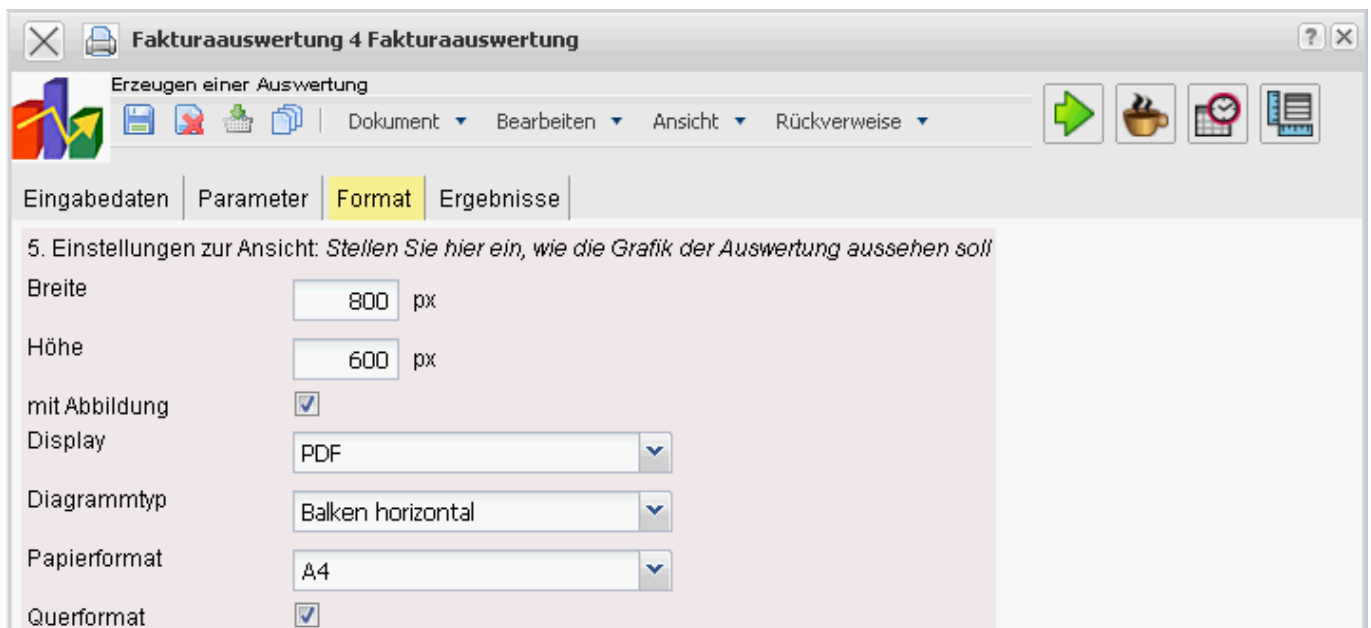 Fakturaauswertung 4 Fakturaauswertung
Erzeugen einer Auswertung
Dokument Bearbeiten Ansicht Rückverweise
Eingabedaten Parameter Format Ergebnisse
5. Einstellungen zur Ansicht: Stellen Sie hier ein, wie die Grafik der Auswertung aussehen soll
Breite 800 px
Höhe 600 px
mit Abbildung
Display PDF
Diagrammtyp Balken horizontal
Papierformat A4
Querformat